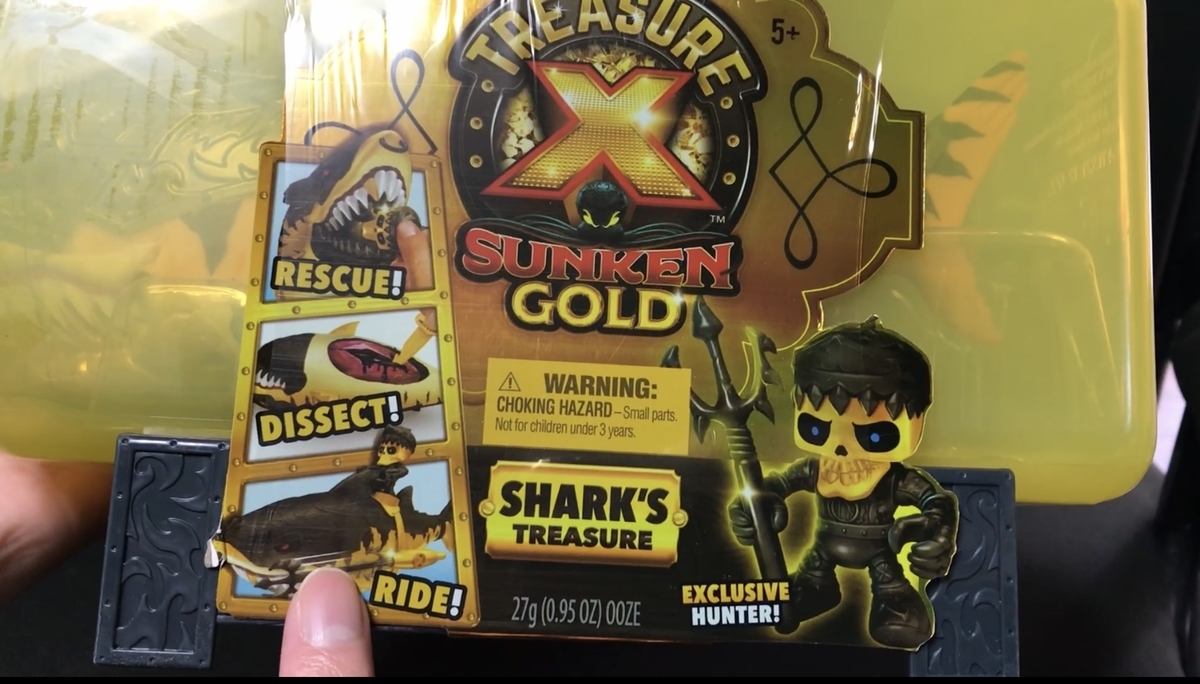 TREASURE
X
TM
5+
SUNKEN
GOLD
RESCUE!
DISSECT!
RIDE!
WARNING:
CHOKING HAZARD – Small parts.
Not for children under 3 years.
SHARK'S
TREASURE
27g (0.95 OZ) OOZE
EXCLUSIVE
HUNTER!